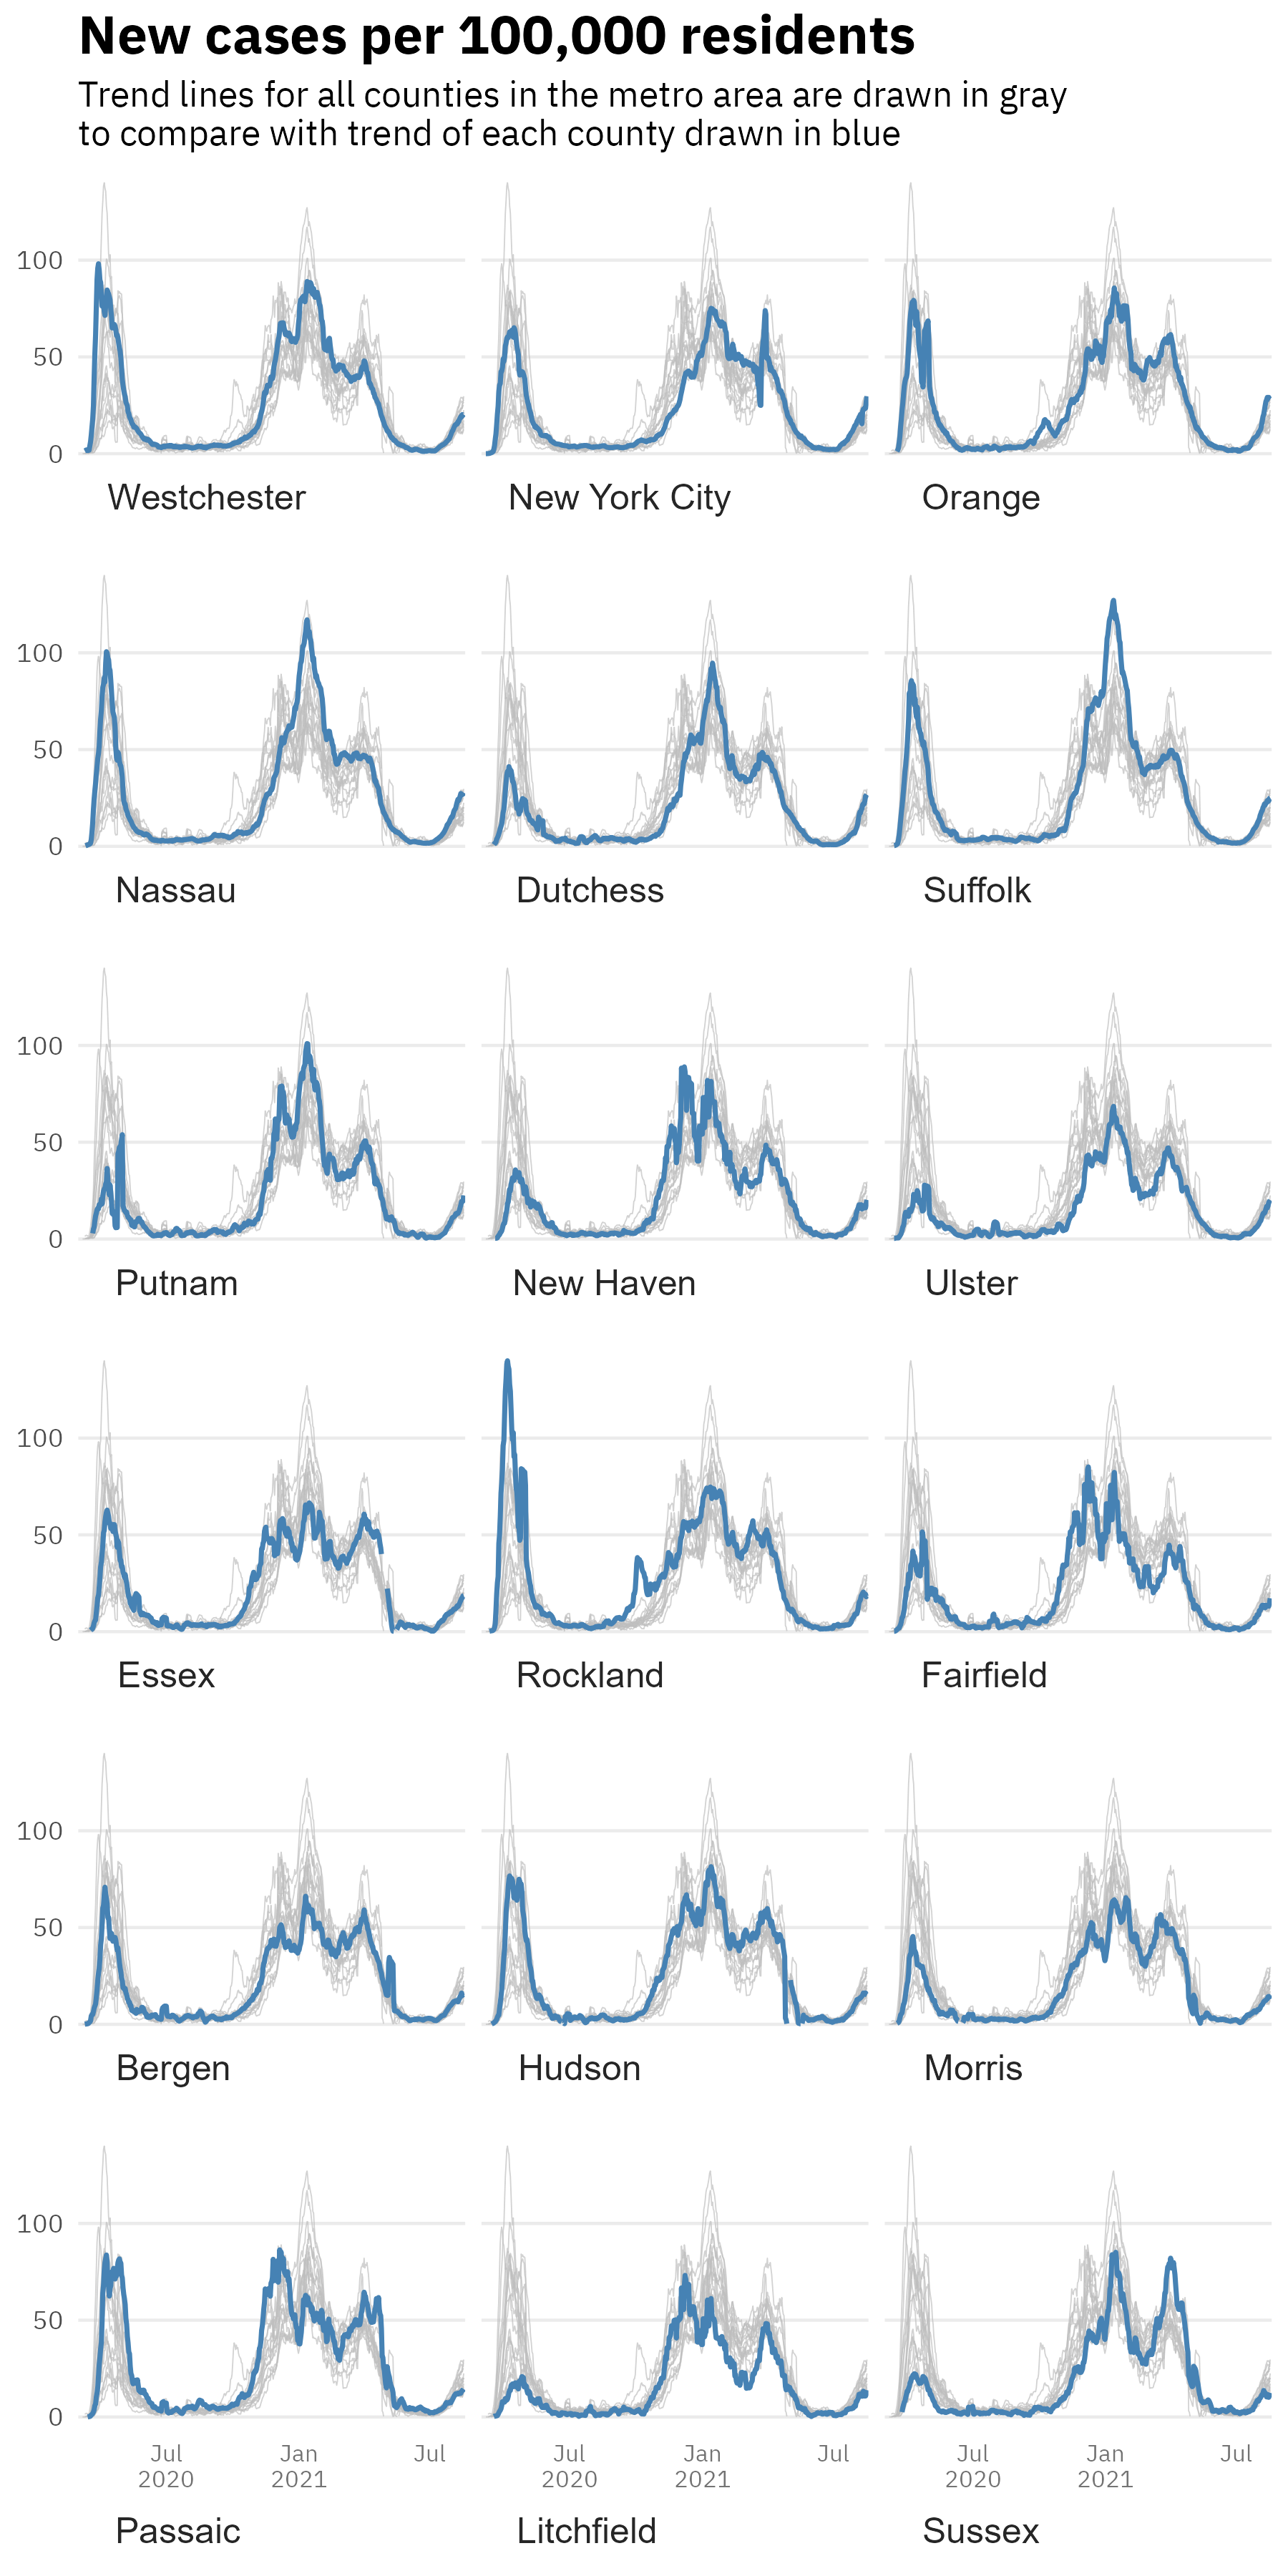 New cases per 100,000 residents
Trend lines for all counties in the metro area are drawn in gray
to compare with trend of each county drawn in blue
100
50
0
Westchester
New York City
Orange
100
50
0
Nassau
Dutchess
Suffolk
100
50
0
Putnam
New Haven
Ulster
100
50
0
Essex
Rockland
Fairfield
100
50
0
Bergen
Hudson
Morris
100
50
0
Jul
2020
Jan
2021
Jul
Jul
2020
Jan
2021
Jul
Jul
2020
Jan
2021
Jul
Passaic
Litchfield
Sussex